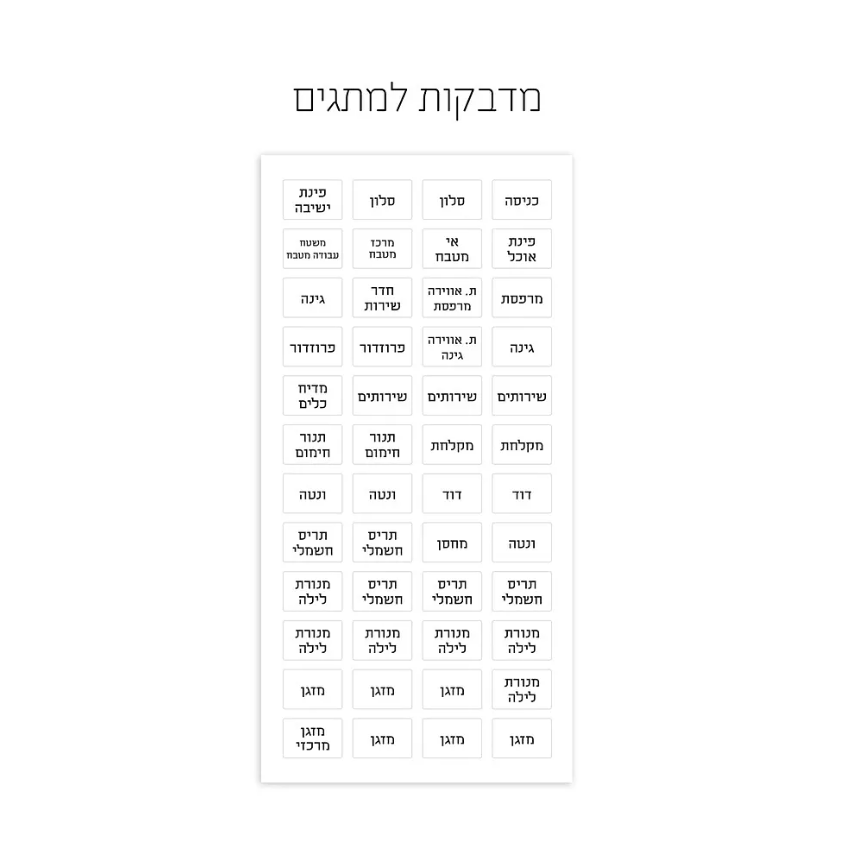 מדבקות למתגים
כניסה
סלון
סלון
פינת
ישיבה
פינת
אוכל
אי
מטבח
מרכז
מטבח
משטח
עבודה מטבח
מרפסת
ת. אווירה
מרפסת
חדר
שירות
גינה
גינה
ת. אווירה
גינה
פרוזדור
פרוזדור
שירותים
שירותים
שירותים
מדיח
כלים
מקלחת
מקלחת
תנור
חימום
תנור
חימום
דוד
דוד
ונטה
ונטה
ונטה
מחסן
תריס
חשמלי
תריס
חשמלי
תריס
חשמלי
תריס
חשמלי
תריס
חשמלי
מנורת
לילה
מנורת
לילה
מנורת
לילה
מנורת
לילה
מנורת
לילה
מנורת
לילה
מזגן
מזגן
מזגן
מזגן
מזגן
מזגן
מזגן
מרכזי